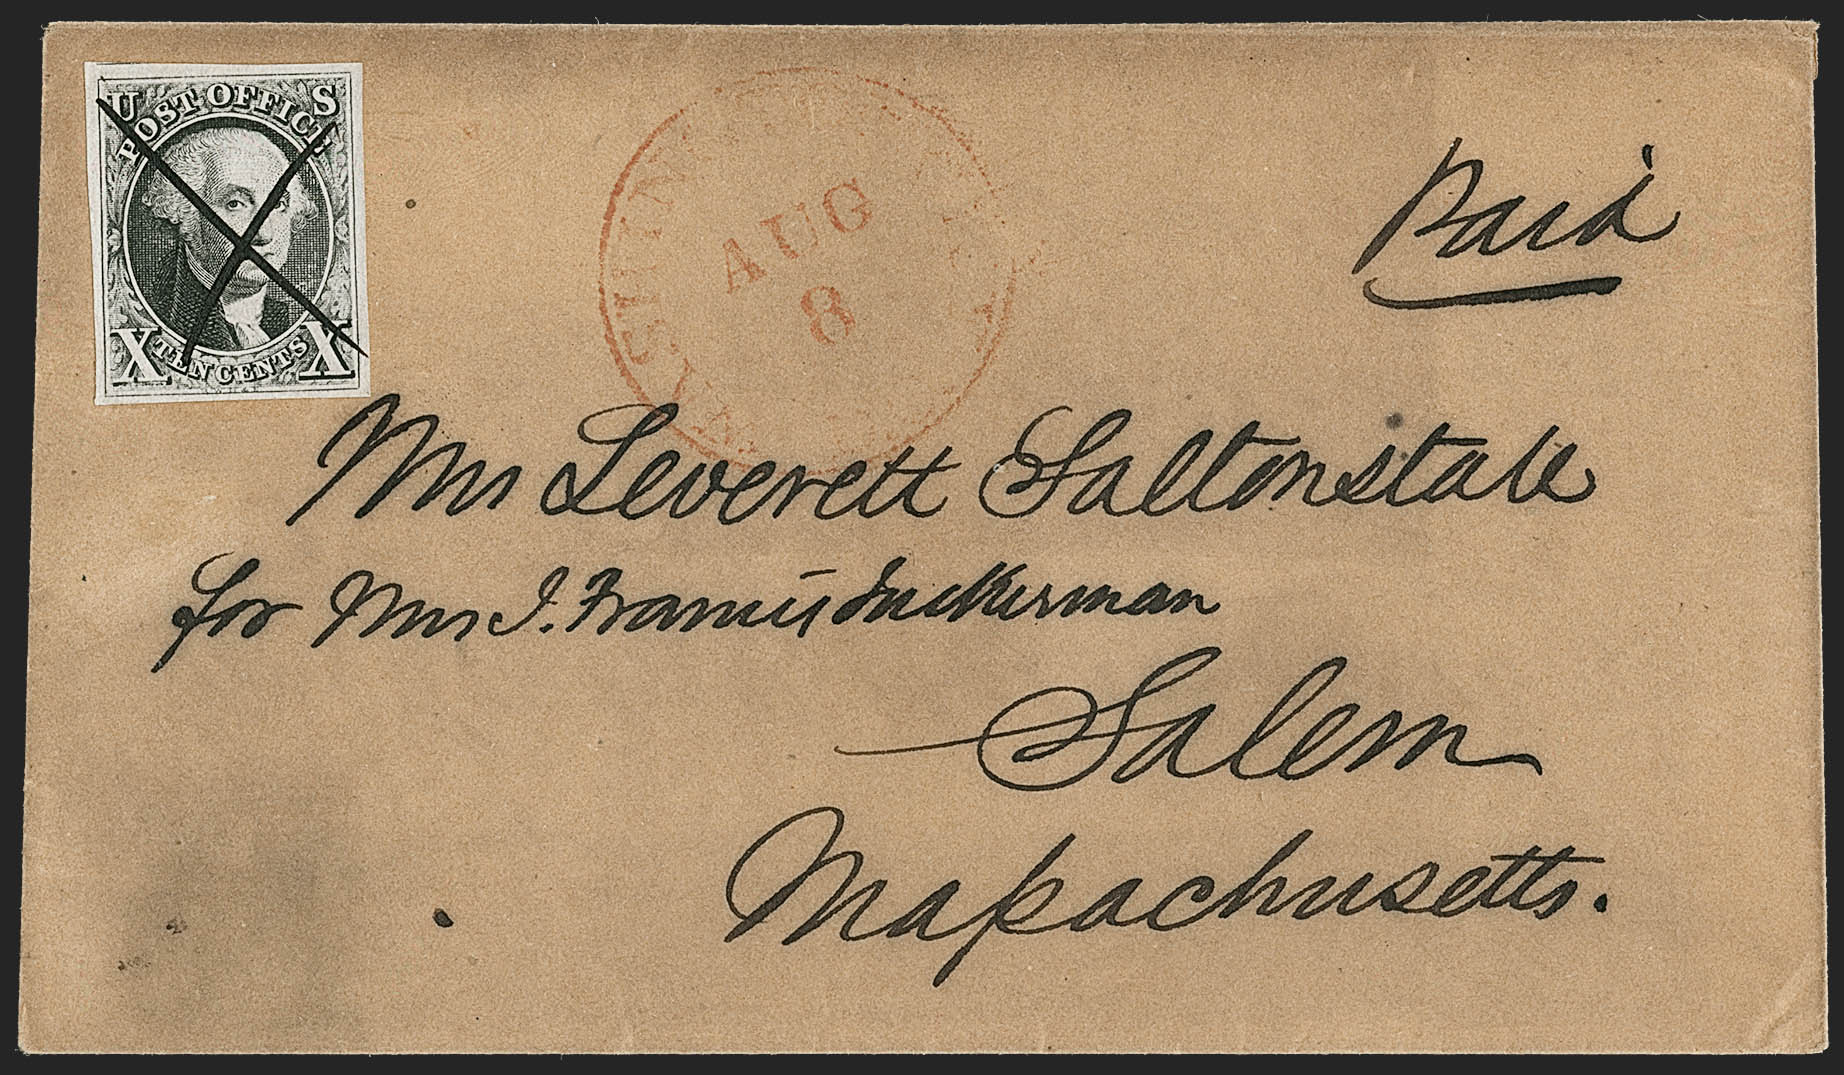 U S
POST OFFICE
X TEN CENTS X
AUG
8
Paid
Mrs Leverett Saltonstall
for Mrs J. Francis Tuckerman
Salem
Massachusetts.